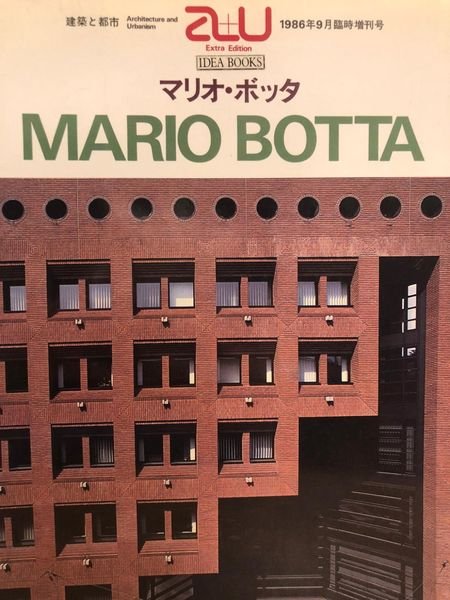 建築と都市
Architecture and
Urbanism
a+u
1986年9月臨時増刊号
Extra Edition
IDEA BOOKS
マリオ・ボッタ
MARIO BOTTA